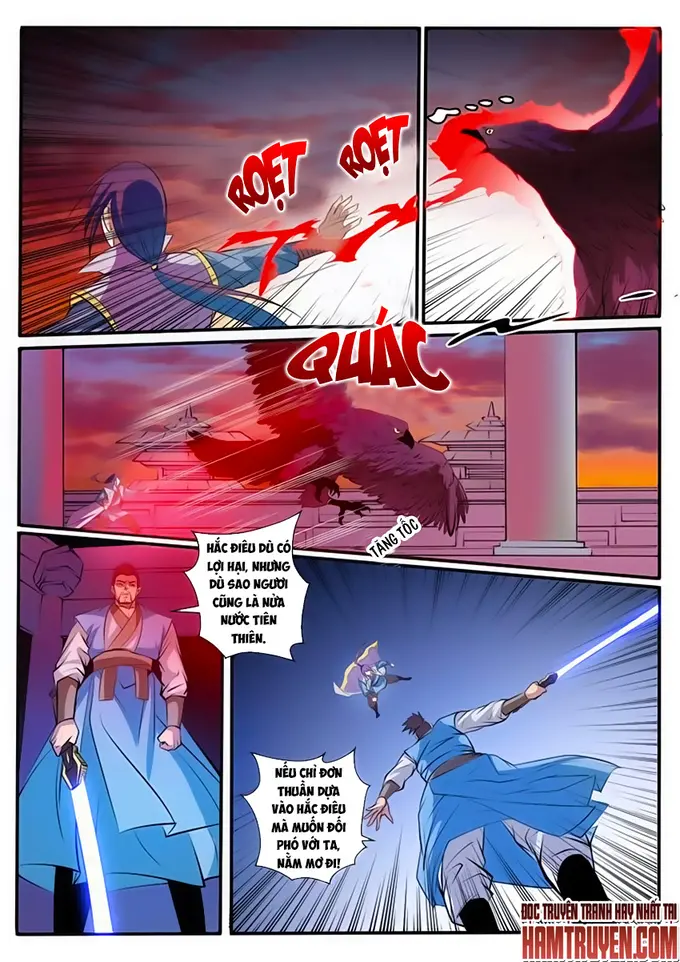 ROẸT
ROẸT
QUÁC
TĂNG TỐC
HẮC ĐIÊU DÙ CÓ
LỢI HẠI, NHƯNG
DÙ SAO NGƯƠI
CŨNG LÀ NỬA
NƯỚC TIÊN
THIÊN.
NẾU CHỈ ĐƠN
THUẦN DỰA
VÀO HẮC ĐIÊU
MÀ MUỐN ĐỐI
PHÓ VỚI TA,
NẰM MƠ ĐI!
ĐỌC TRUYỆN TRANH HAY NHẤT TẠI
HAMTRUYEN.COM